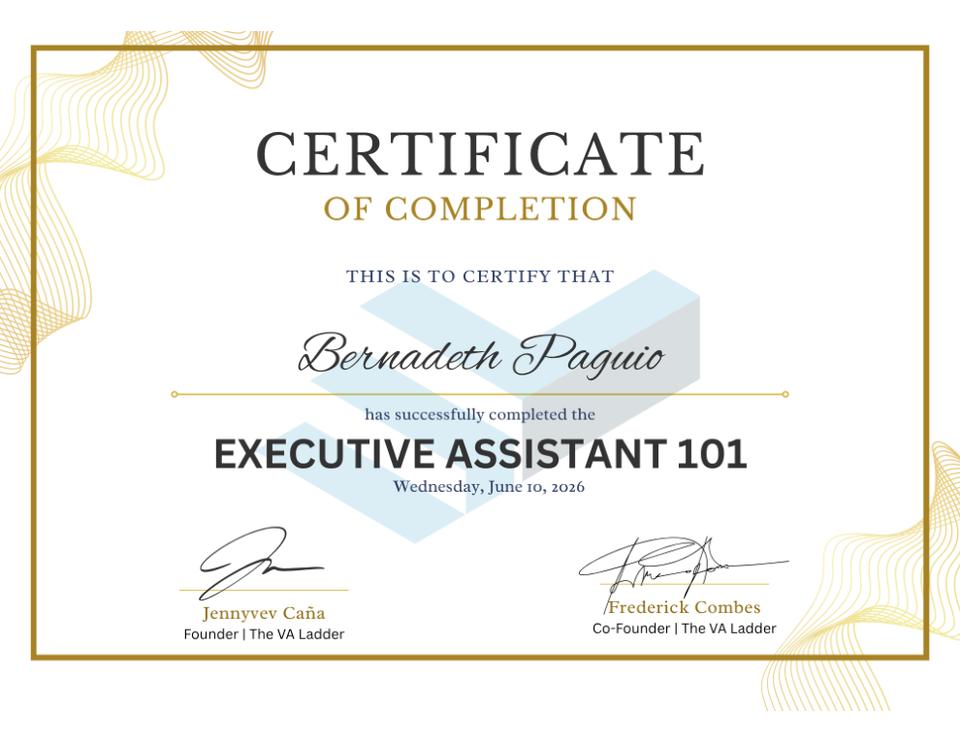 CERTIFICATE
OF COMPLETION
THIS IS TO CERTIFY THAT
Bernadeth Paguio
has successfully completed the
EXECUTIVE ASSISTANT 101
Wednesday, June 10, 2026
Jennyvev Caña
Founder | The VA Ladder
Frederick Combes
Co-Founder | The VA Ladder